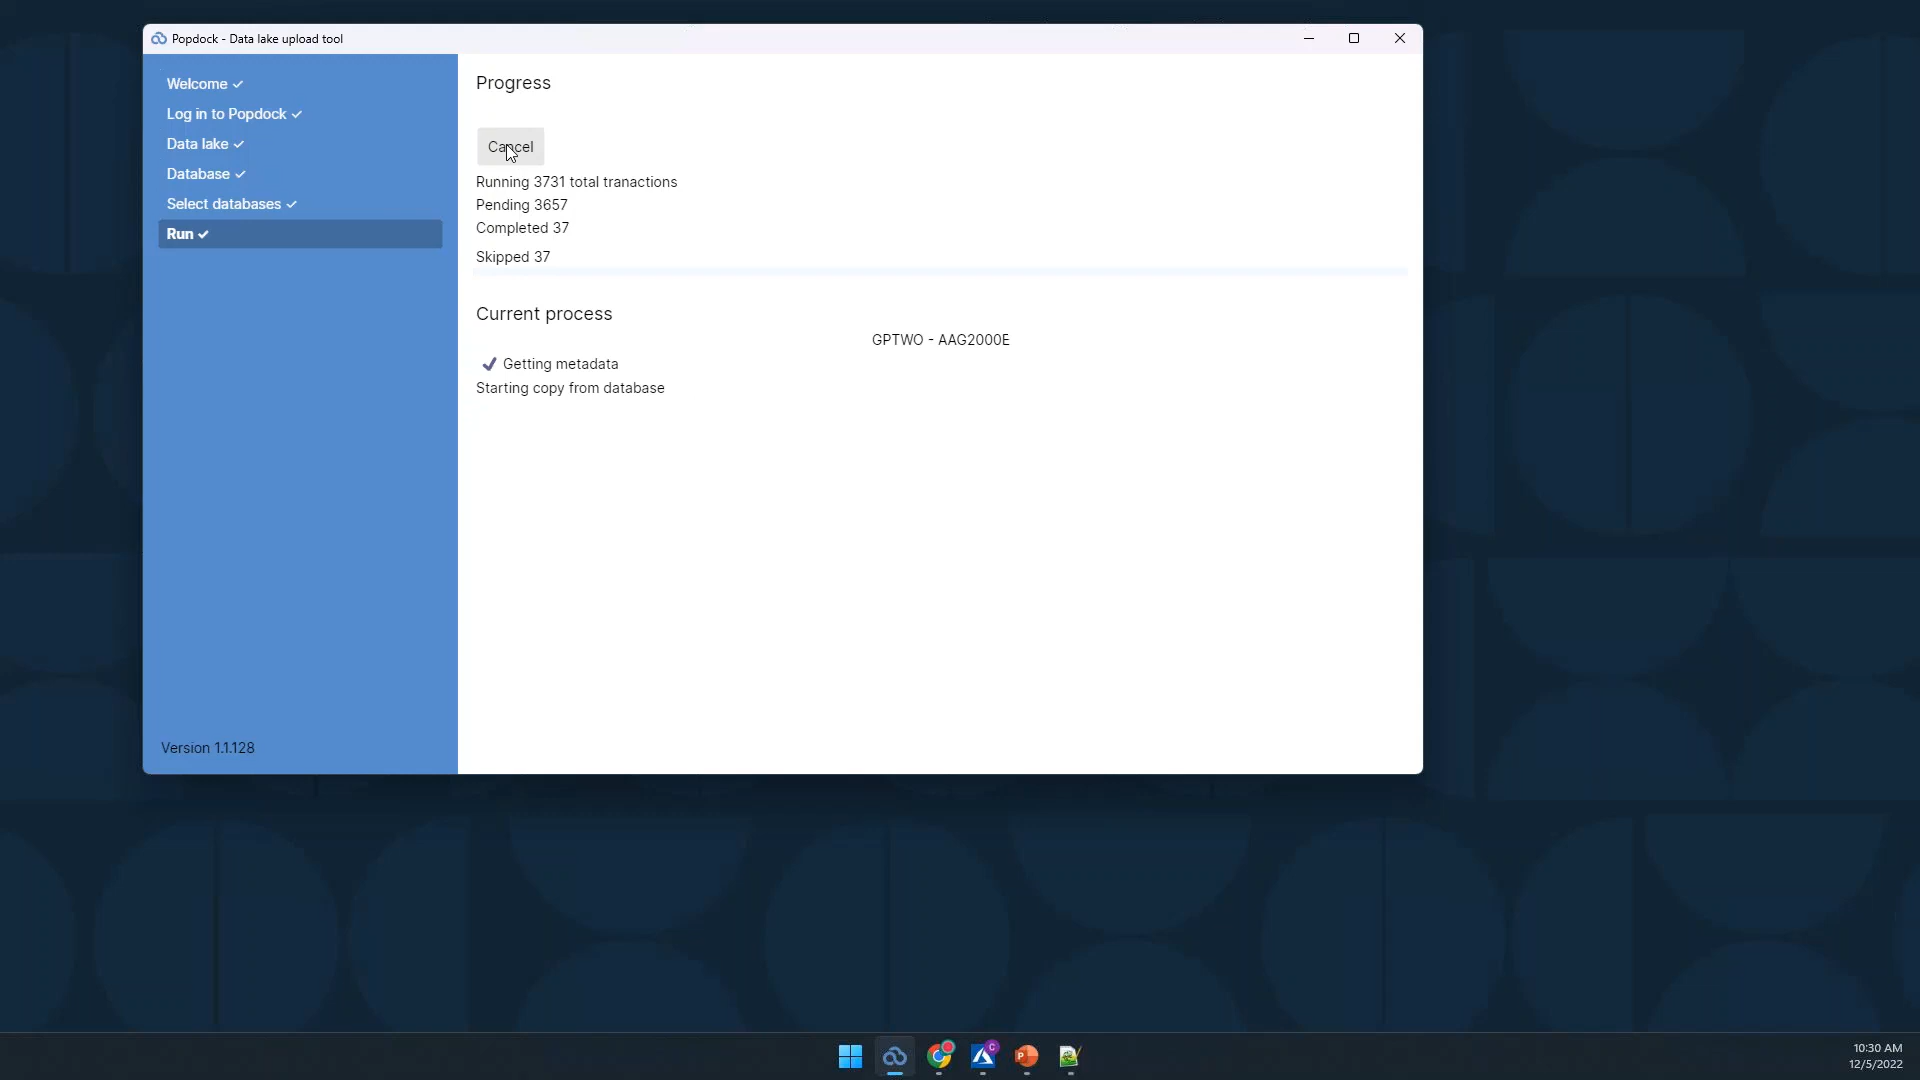 Popdock - Data lake upload tool
Welcome ✓
Log in to Popdock ✓
Data lake ✓
Database ✓
Select databases ✓
Run ✓
Version 1.1.128
Progress
Cancel
Running 3731 total tranactions
Pending 3657
Completed 37
Skipped 37
Current process
GPTWO - AAG2000E
✓ Getting metadata
Starting copy from database
C
P
10:30 AM
12/5/2022